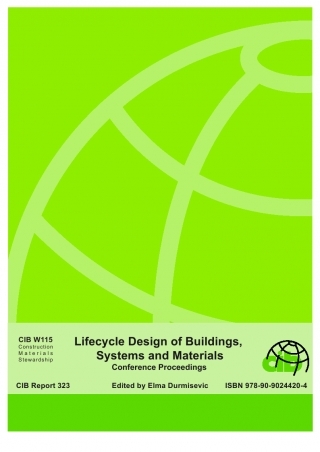 CIB W115
Construction
Materials
Stewardship
Lifecycle Design of Buildings,
Systems and Materials
Conference Proceedings
cib
CIB Report 323
Edited by Elma Durmisevic
ISBN 978-90-9024420-4